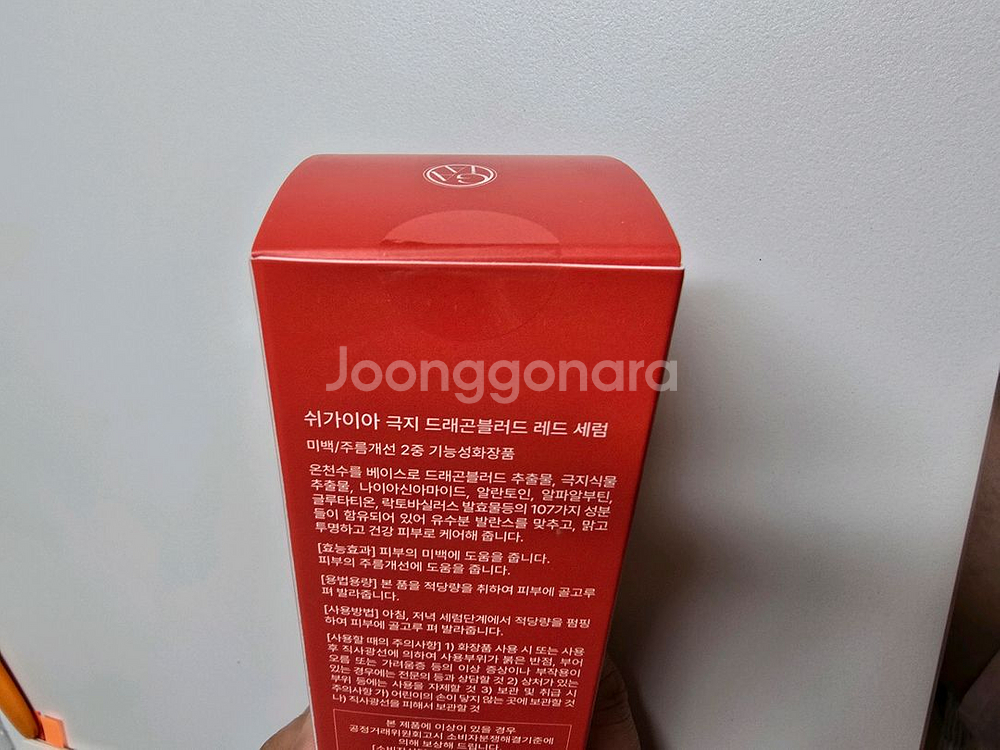 Joonggonara
쉬가이아 극지 드래곤블러드 레드 세럼
미백/주름개선 2중 기능성화장품
온천수를 베이스로 드래곤블러드 추출물, 극지식물
추출물, 나이아신아마이드, 알란토인, 알파알부틴,
글루타티온, 락토바실러스 발효물등의 107가지 성분
들이 함유되어 있어 유수분 발란스를 맞추고, 맑고
투명하고 건강 피부로 케어해 줍니다.
[효능효과] 피부의 미백에 도움을 줍니다.
피부의 주름개선에 도움을 줍니다.
[용법용량] 본 품을 적당량을 취하여 피부에 골고루
펴 발라줍니다.
[사용방법] 아침, 저녁 세럼단계에서 적당량을 펌핑
하여 피부에 골고루 펴 발라줍니다.
[사용할 때의 주의사항] 1) 화장품 사용 시 또는 사용
후 직사광선에 의하여 사용부위가 붉은 반점, 부어
오름 또는 가려움증 등의 이상 증상이나 부작용이
있는 경우에는 전문의 등과 상담할 것 2) 상처가 있는
부위 등에는 사용을 자제할 것 3) 보관 및 취급 시
주의사항 가) 어린이의 손이 닿지 않는 곳에 보관할 것
나) 직사광선을 피해서 보관할 것
본 제품에 이상이 있을 경우
공정거래위원회고시 소비자분쟁해결기준에
의해 보상해 드립니다.